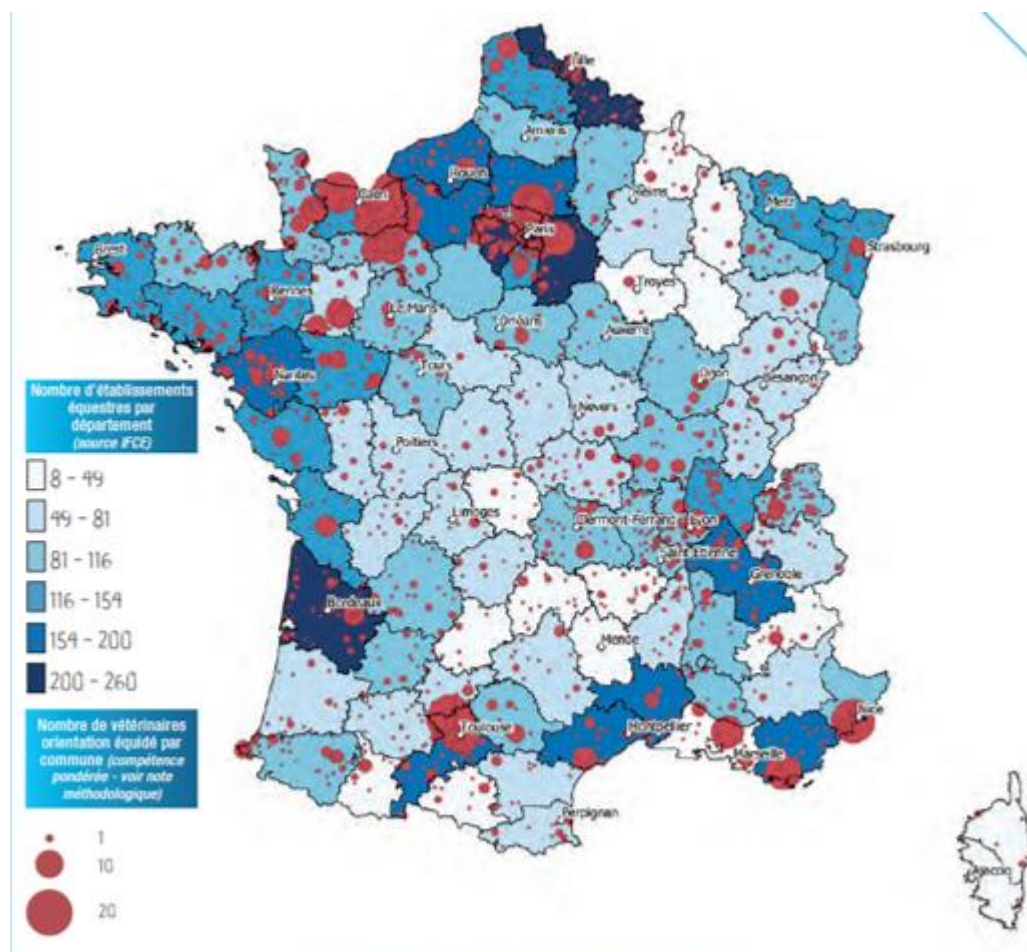 Lille
Amiens
Rouen
Caen
Reims
Metz
Paris
Strasbourg
Brest
Troyes
Rennes
Le Mans
Orléans
Auxerre
Nantes
Tours
Dijon
Besançon
Nevers
Poitiers
Limoges
Clermont-Ferrand
Lyon
Saint-Etienne
Grenoble
Bordeaux
Mende
Toulouse
Montpellier
Nice
Marseille
Perpignan
Ajaccio
Nombre d'établissements
équestres par
département
(source IFCE)
8 - 49
49 - 81
81 - 116
116 - 154
154 - 200
200 - 260
Nombre de vétérinaires
orientation équidé par
commune (compétence
pondérée - voir note
méthodologique)
1
10
20